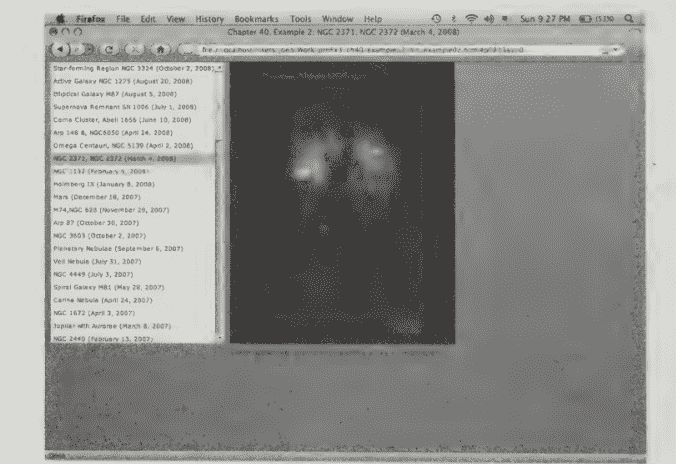 Firefox File Edit View History Bookmarks Tools Window Help Sun 9:27 PM
Chapter 40, Example 2: NGC 2371, NGC 2372 (March 4, 2008)
Star-forming Region NGC 3324 (October 2, 2008)
Active Galaxy NGC 1275 (August 20, 2008)
Elliptical Galaxy M87 (August 5, 2008)
Supernova Remnant SN 1006 (July 1, 2008)
Coma Cluster, Abell 1656 (June 10, 2008)
Arp 148 &, NGC6050 (April 24, 2008)
Omega Centauri, NGC 5139 (April 2, 2008)
NGC 2371, NGC 2372 (March 4, 2008)
NGC 1132 (February 5, 2008)
Holmberg IX (January 8, 2008)
Mars (December 18, 2007)
M74,NGC 628 (November 29, 2007)
Arp 87 (October 30, 2007)
NGC 3603 (October 2, 2007)
Planetary Nebulae (September 6, 2007)
Veil Nebula (July 31, 2007)
NGC 4449 (July 3, 2007)
Spiral Galaxy M81 (May 28, 2007)
Carina Nebula (April 24, 2007)
NGC 1672 (April 3, 2007)
Jupiter with Aurorae (March 8, 2007)
NGC 2440 (February 13, 2007)